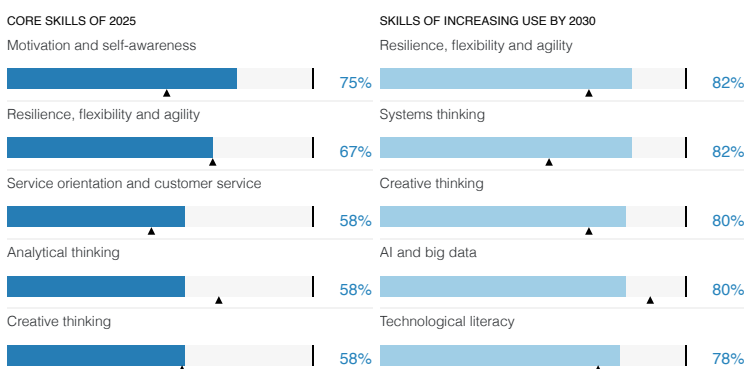 CORE SKILLS OF 2025
Motivation and self-awareness
75%
Resilience, flexibility and agility
67%
Service orientation and customer service
58%
Analytical thinking
58%
Creative thinking
58%
SKILLS OF INCREASING USE BY 2030
Resilience, flexibility and agility
82%
Systems thinking
82%
Creative thinking
80%
AI and big data
80%
Technological literacy
78%